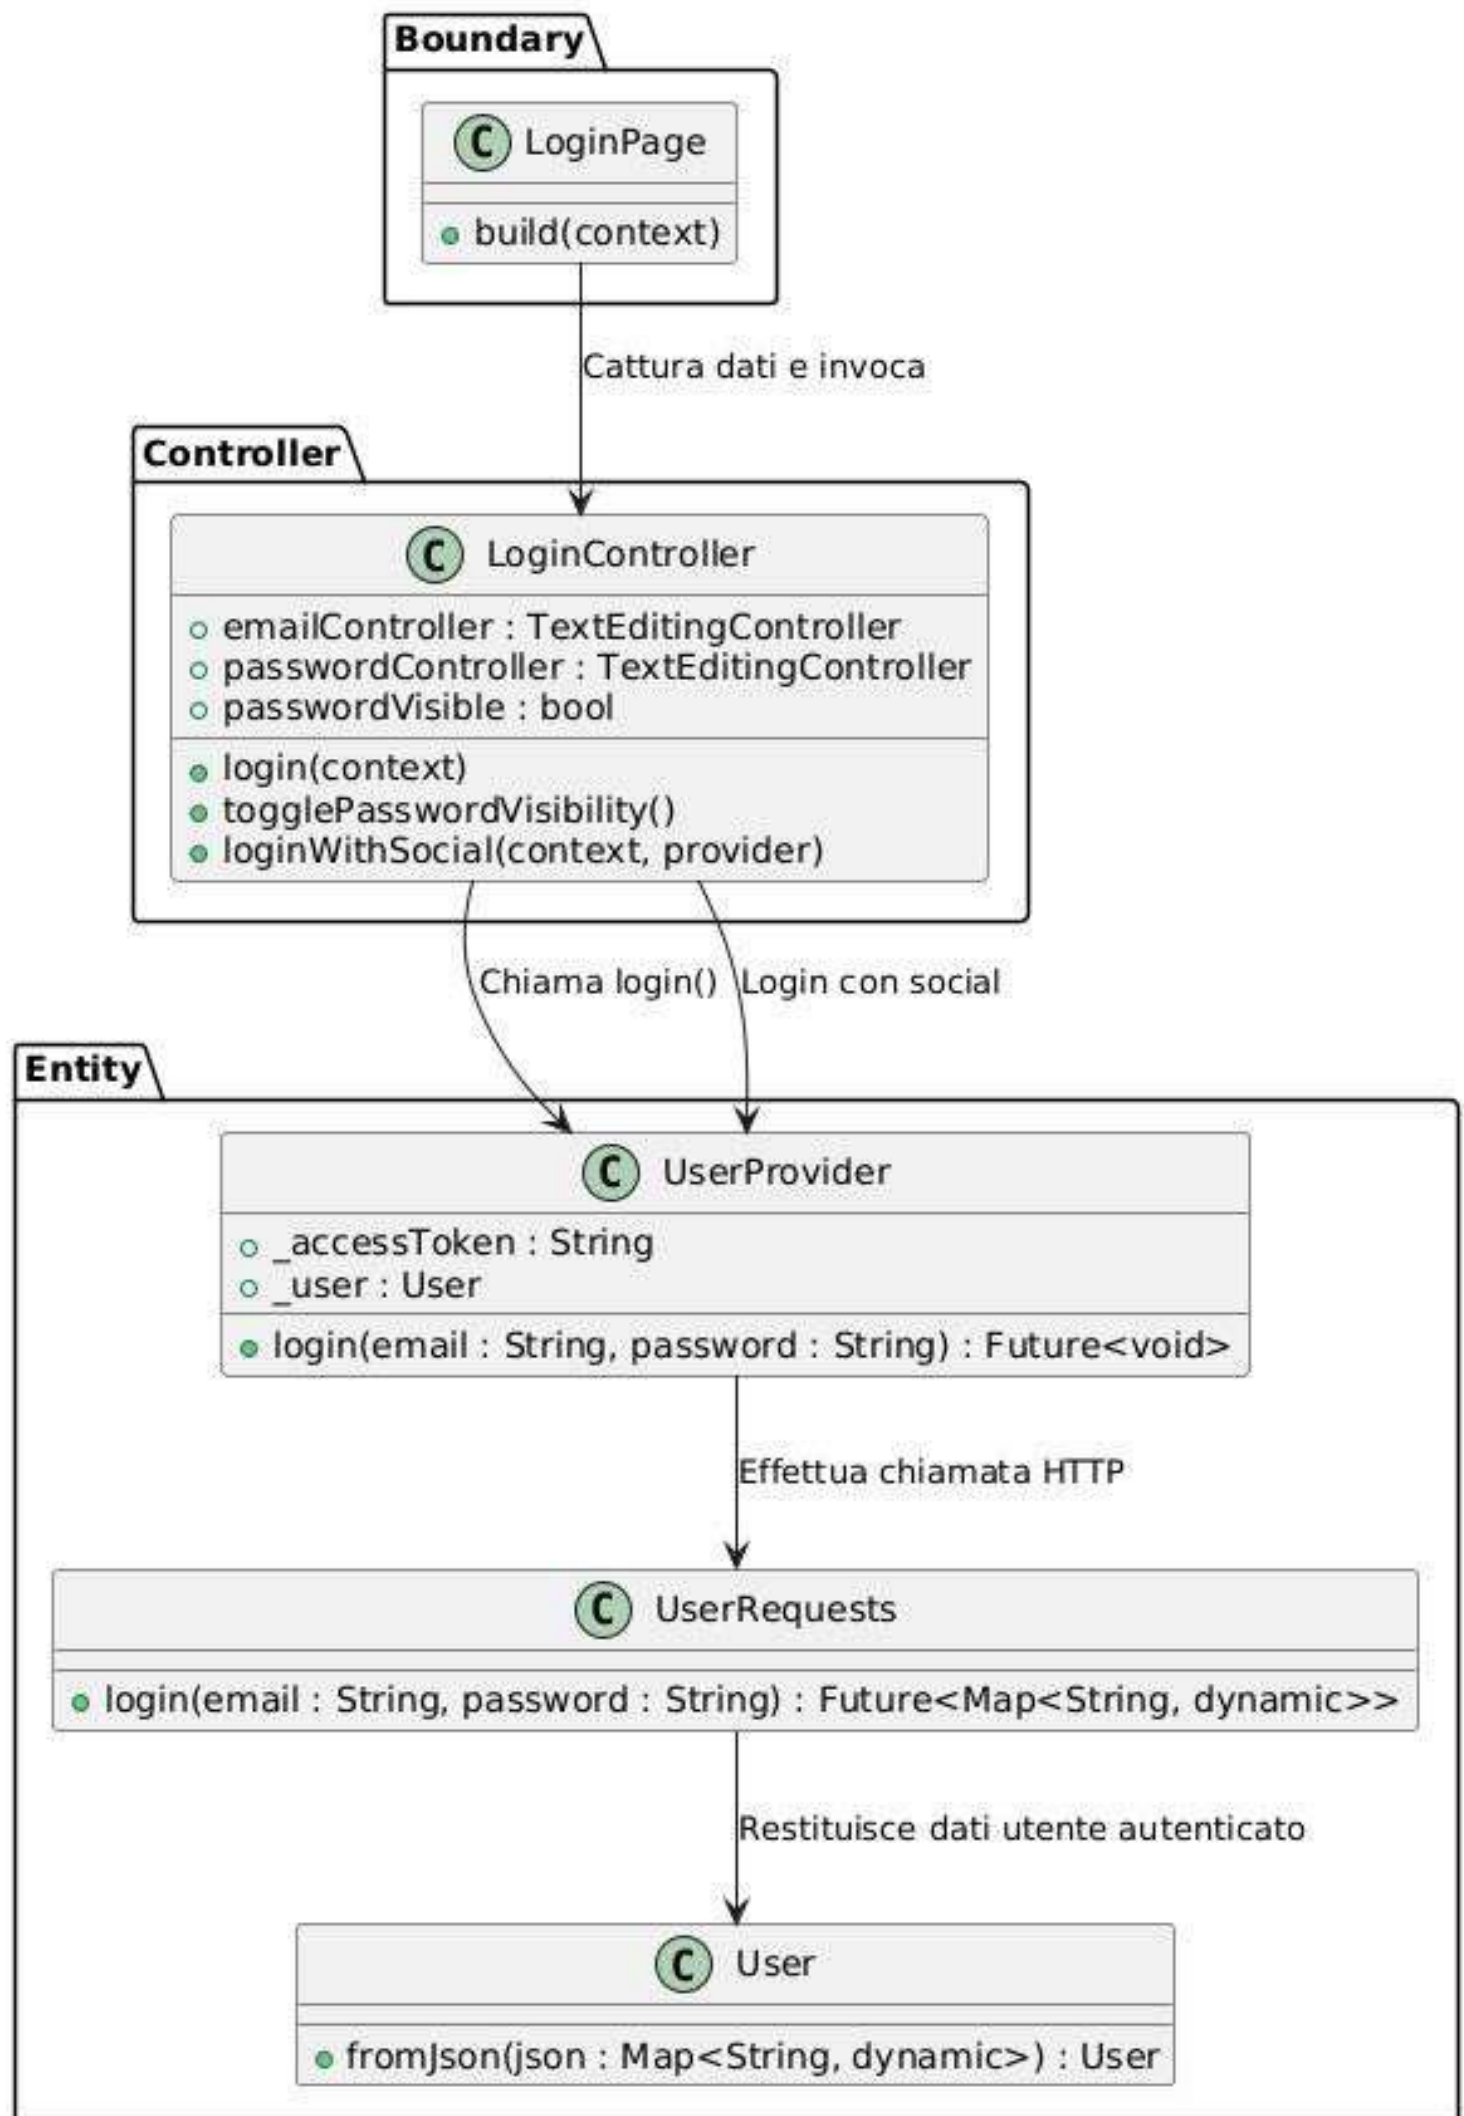 Boundary
C LoginPage
build(context)
Cattura dati e invoca
Controller
C LoginController
emailController : TextEditingController
passwordController : TextEditingController
passwordVisible : bool
login(context)
togglePasswordVisibility()
loginWithSocial(context, provider)
Chiama login()
Login con social
Entity
C UserProvider
_accessToken : String
_user : User
login(email : String, password : String) : Future<void>
Effettua chiamata HTTP
C UserRequests
login(email : String, password : String) : Future<Map<String, dynamic>>
Restituisce dati utente autenticato
C User
fromJson(json : Map<String, dynamic>) : User